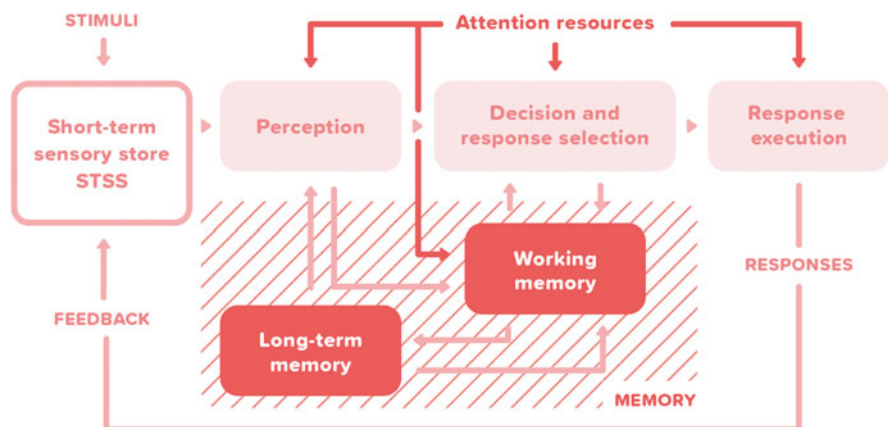 STIMULI
Attention resources
Short-term
sensory store
STSS
Perception
Decision and
response selection
Response
execution
Working
memory
RESPONSES
FEEDBACK
Long-term
memory
MEMORY